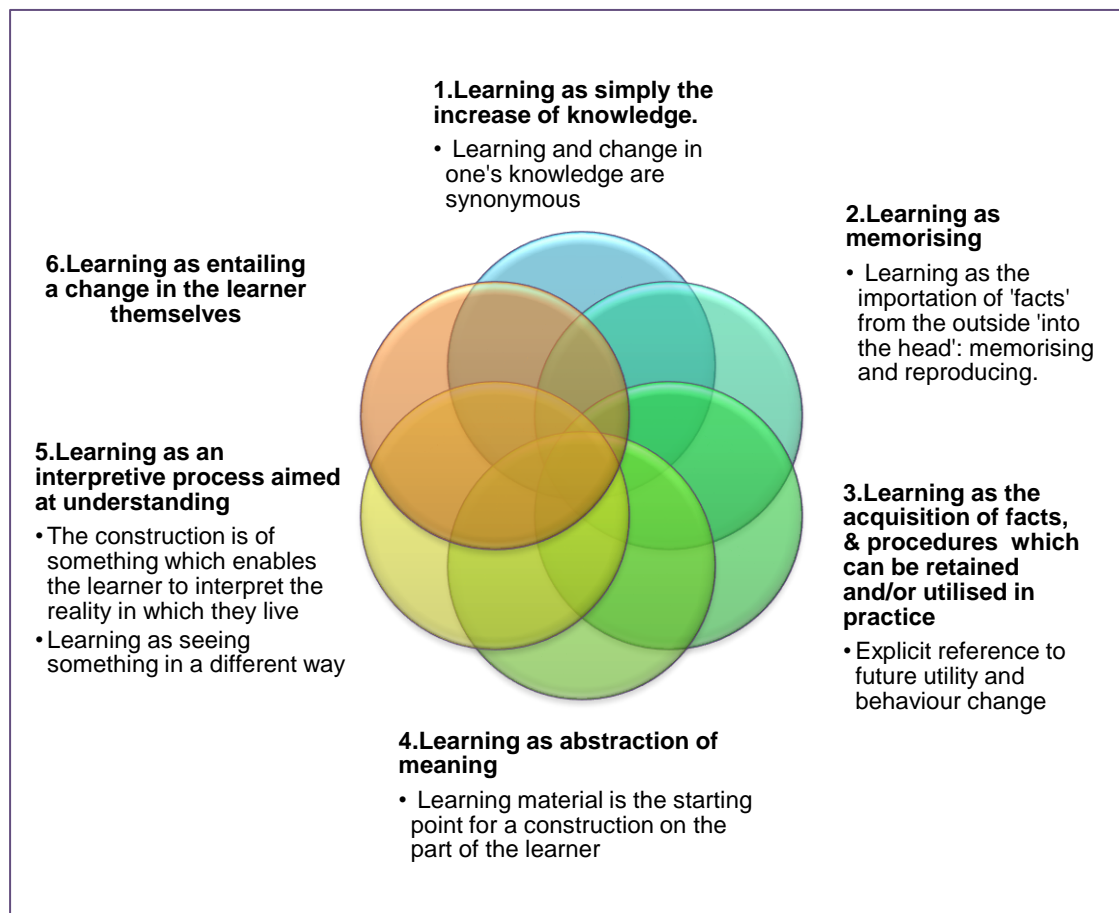 1.Learning as simply the
increase of knowledge.
• Learning and change in
one's knowledge are
synonymous
2.Learning as
memorising
• Learning as the
importation of 'facts'
from the outside 'into
the head': memorising
and reproducing.
3.Learning as the
acquisition of facts,
& procedures which
can be retained
and/or utilised in
practice
• Explicit reference to
future utility and
behaviour change
4.Learning as abstraction of
meaning
• Learning material is the starting
point for a construction on the
part of the learner
5.Learning as an
interpretive process aimed
at understanding
• The construction is of
something which enables
the learner to interpret the
reality in which they live
• Learning as seeing
something in a different way
6.Learning as entailing
a change in the learner
themselves